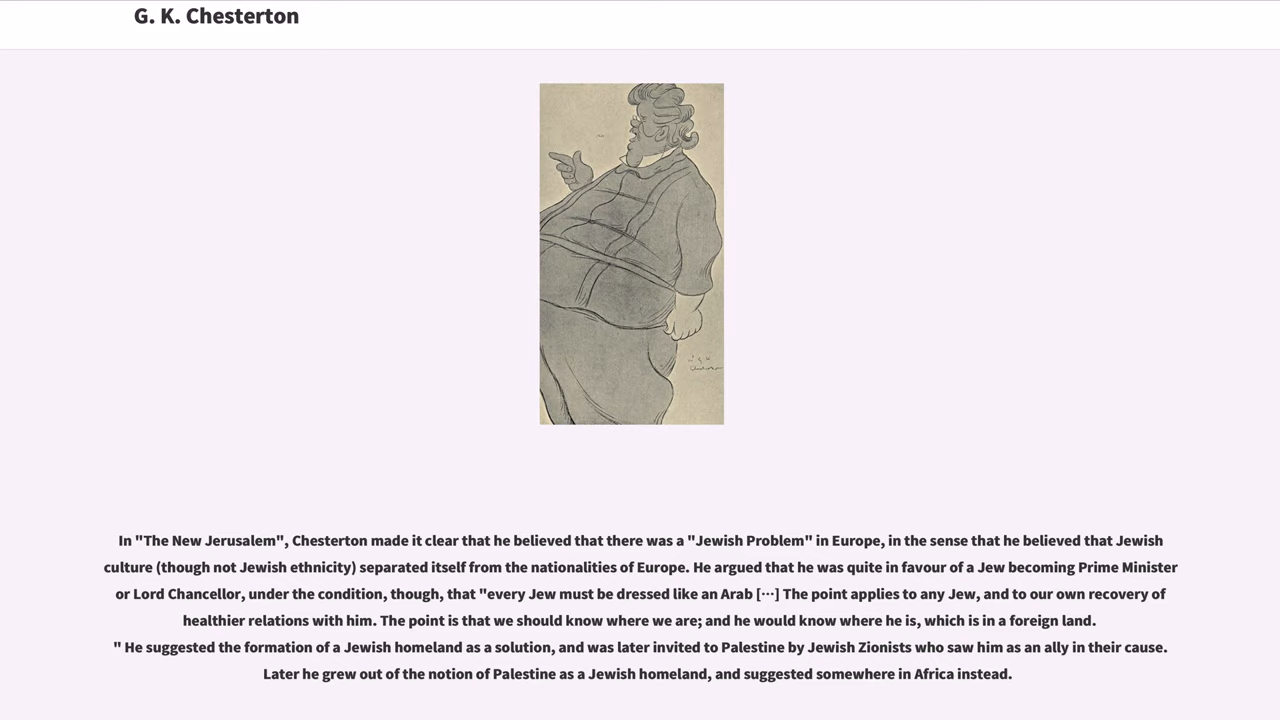 G. K. Chesterton
In "The New Jerusalem", Chesterton made it clear that he believed that there was a "Jewish Problem" in Europe, in the sense that he believed that Jewish
culture (though not Jewish ethnicity) separated itself from the nationalities of Europe. He argued that he was quite in favour of a Jew becoming Prime Minister
or Lord Chancellor, under the condition, though, that "every Jew must be dressed like an Arab [···] The point applies to any Jew, and to our own recovery of
healthier relations with him. The point is that we should know where we are; and he would know where he is, which is in a foreign land.
" He suggested the formation of a Jewish homeland as a solution, and was later invited to Palestine by Jewish Zionists who saw him as an ally in their cause.
Later he grew out of the notion of Palestine as a Jewish homeland, and suggested somewhere in Africa instead.